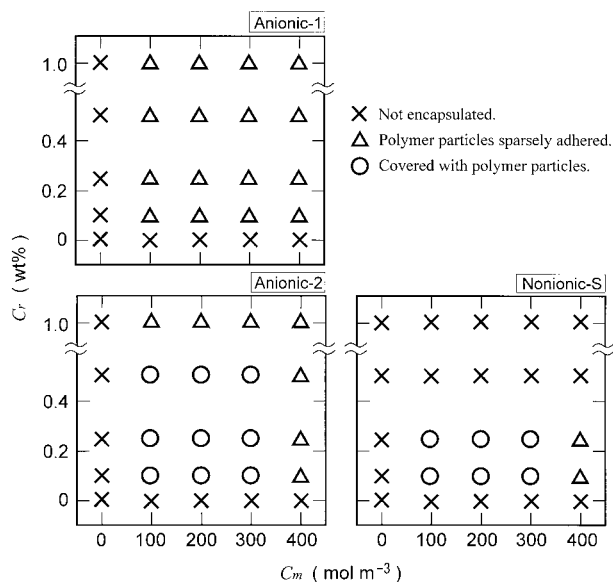 Anionic-1
1.0
0.4
0.2
0
× Not encapsulated.
△ Polymer particles sparsely adhered.
○ Covered with polymer particles.
Cr ( wt% )
Anionic-2
1.0
0.4
0.2
0
0 100 200 300 400
Nonionic-S
0 100 200 300 400
Cm ( mol m⁻³ )